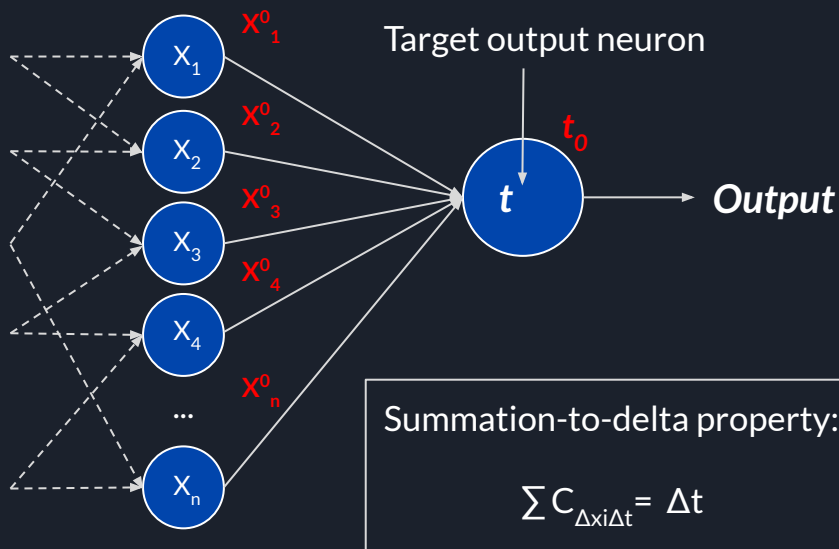 X⁰₁
X₁
Target output neuron
X⁰₂
t₀
X₂
X⁰₃
t
Output
X₃
X⁰₄
X₄
X⁰ₙ
...
Summation-to-delta property:
Xₙ
∑ C_Δxi_Δt = Δt